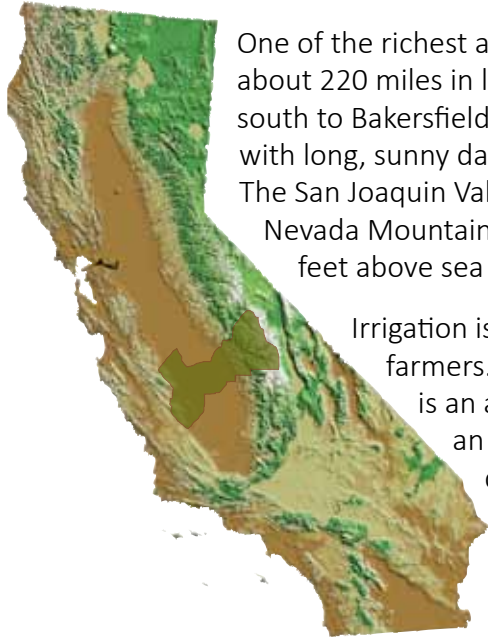 One of the richest a
about 220 miles in l
south to Bakersfield
with long, sunny da
The San Joaquin Val
Nevada Mountain
feet above sea
Irrigation is
farmers.
is an a
an